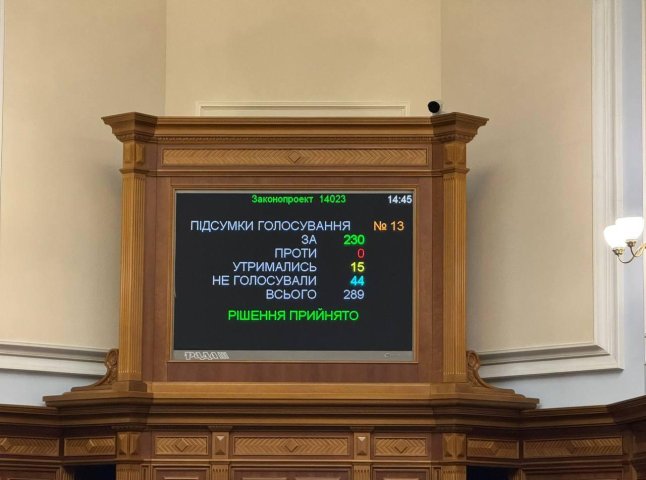 Законопроект 14023 14:45
ПІДСУМКИ ГОЛОСУВАННЯ № 13
ЗА 230
ПРОТИ 0
УТРИМАЛИСЬ 15
НЕ ГОЛОСУВАЛИ 44
ВСЬОГО 289
РІШЕННЯ ПРИЙНЯТО